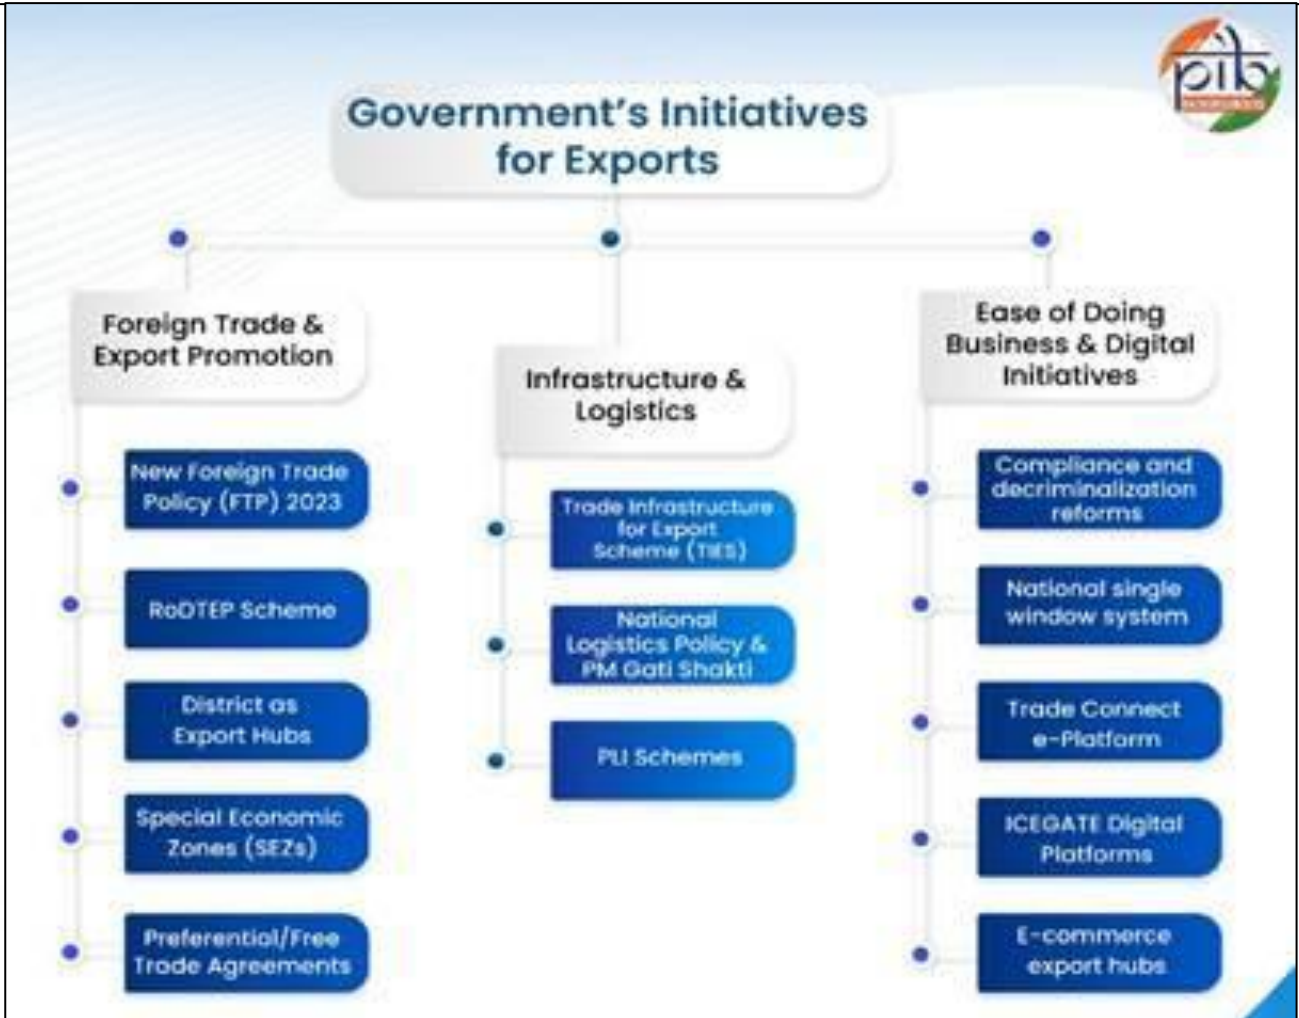 pib
Government's Initiatives
for Exports
Foreign Trade &
Export Promotion
New Foreign Trade
Policy (FTP) 2023
RoDTEP Scheme
District as
Export Hubs
Special Economic
Zones (SEZs)
Preferential/Free
Trade Agreements
Infrastructure &
Logistics
Trade Infrastructure
for Export
Scheme (TIES)
National
Logistics Policy &
PM Gati Shakti
PLI Schemes
Ease of Doing
Business & Digital
Initiatives
Compliance and
decriminalization
reforms
National single
window system
Trade Connect
e-Platform
ICEGATE Digital
Platforms
E-commerce
export hubs